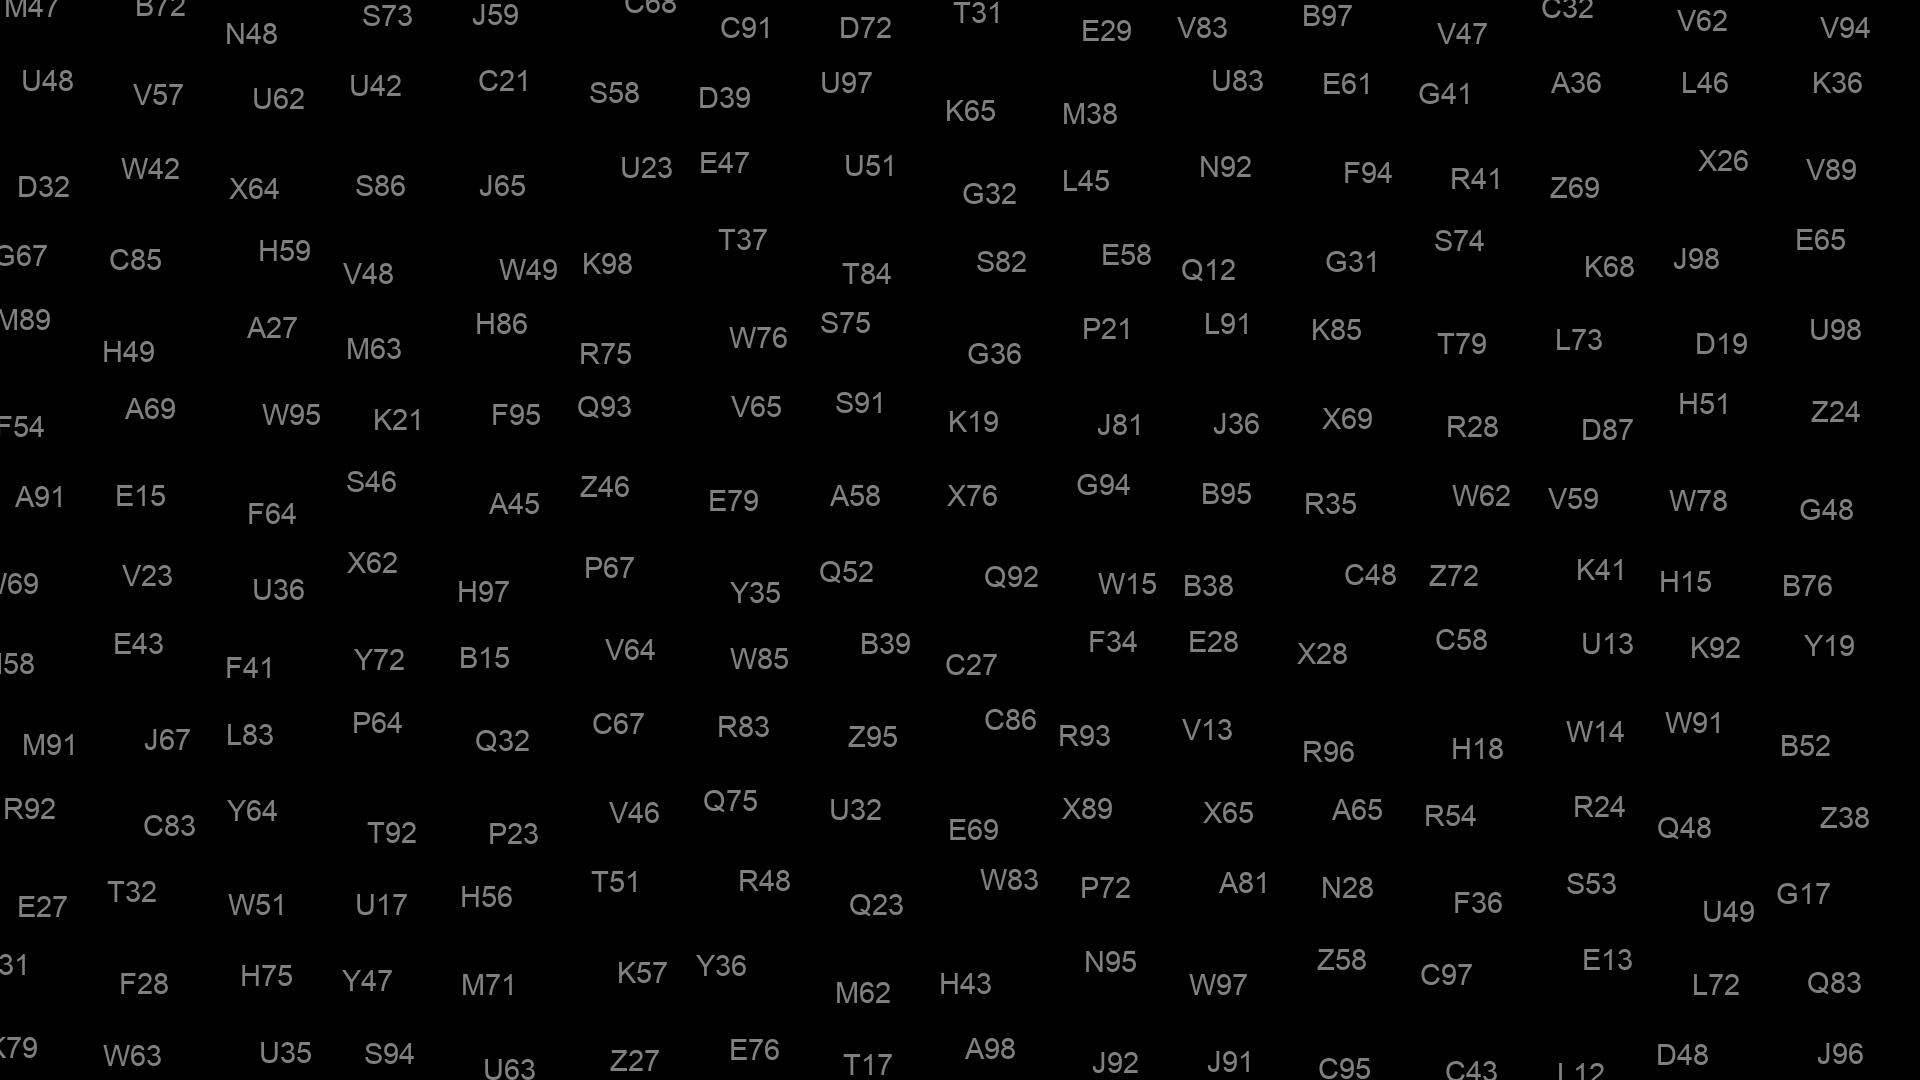 M47 B72 N48 S73 J59 C68 C91 D72 T31 E29 V83 B97 V47 C32 V62 V94
U48 V57 U62 U42 C21 S58 D39 U97 K65 M38 U83 E61 G41 A36 L46 K36
D32 W42 X64 S86 J65 U23 E47 U51 G32 L45 N92 F94 R41 Z69 X26 V89
G67 C85 H59 V48 W49 K98 T37 T84 S82 E58 Q12 G31 S74 K68 J98 E65
M89 H49 A27 M63 H86 R75 W76 S75 G36 P21 L91 K85 T79 L73 D19 U98
F54 A69 W95 K21 F95 Q93 V65 S91 K19 J81 J36 X69 R28 D87 H51 Z24
A91 E15 F64 S46 A45 Z46 E79 A58 X76 G94 B95 R35 W62 V59 W78 G48
V23 U36 X62 H97 P67 Y35 Q52 Q92 W15 B38 C48 Z72 K41 H15 B76
E43 F41 Y72 B15 V64 W85 B39 C27 F34 E28 X28 C58 U13 K92 Y19
M91 J67 L83 P64 Q32 C67 R83 Z95 C86 R93 V13 R96 H18 W14 W91 B52
R92 C83 Y64 T92 P23 V46 Q75 U32 E69 X89 X65 A65 R54 R24 Q48 Z38
E27 T32 W51 U17 H56 T51 R48 Q23 W83 P72 A81 N28 F36 S53 U49 G17
31 F28 H75 Y47 M71 K57 Y36 M62 H43 N95 W97 Z58 C97 E13 L72 Q83
K79 W63 U35 S94 U63 Z27 E76 T17 A98 J92 J91 C95 C43 L12 D48 J96